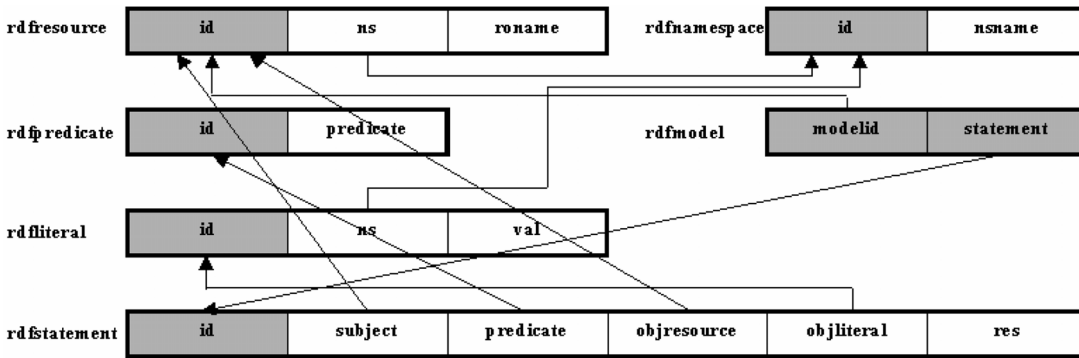 rdfresource id ns roname rdfnamespace id nsname
rdfpredicate id predicate rdfmodel modelid statement
rdfliteral id ns val
rdfstatement id subject predicate objresource objliteral res